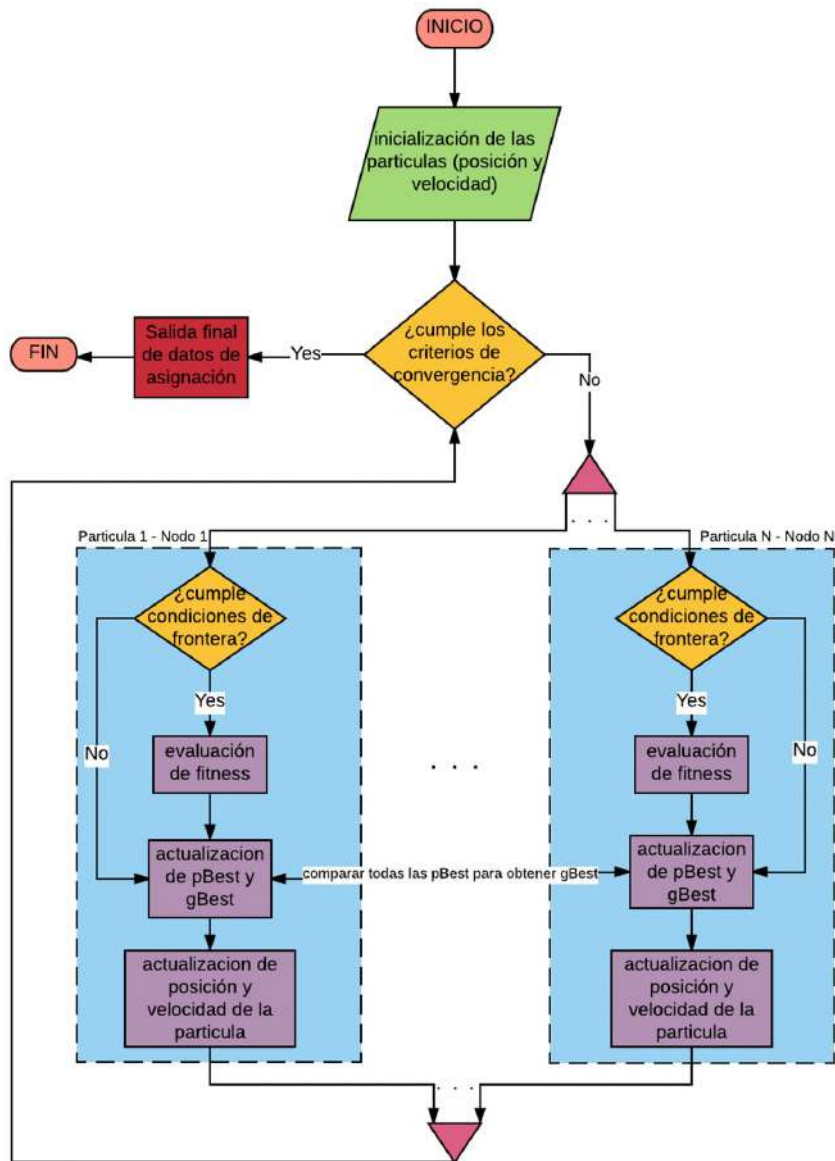 INICIO
inicialización de las
particulas (posición y
velocidad)
¿cumple los
criterios de
convergencia?
Yes
Salida final
de datos de
asignación
FIN
No
. . .
Particula 1 - Nodo 1
¿cumple
condiciones de
frontera?
Yes
No
evaluación
de fitness
actualizacion
de pBest y
gBest
actualizacion de
posición y
velocidad de la
particula
. . .
comparar todas las pBest para obtener gBest
Particula N - Nodo N
¿cumple
condiciones de
frontera?
Yes
No
evaluación
de fitness
actualizacion
de pBest y
gBest
actualizacion de
posición y
velocidad de la
particula
. . .